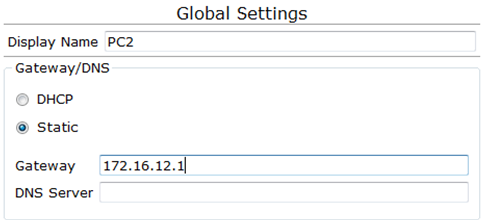 Global Settings
Display Name PC2
Gateway/DNS
DHCP
Static
Gateway 172.16.12.1
DNS Server